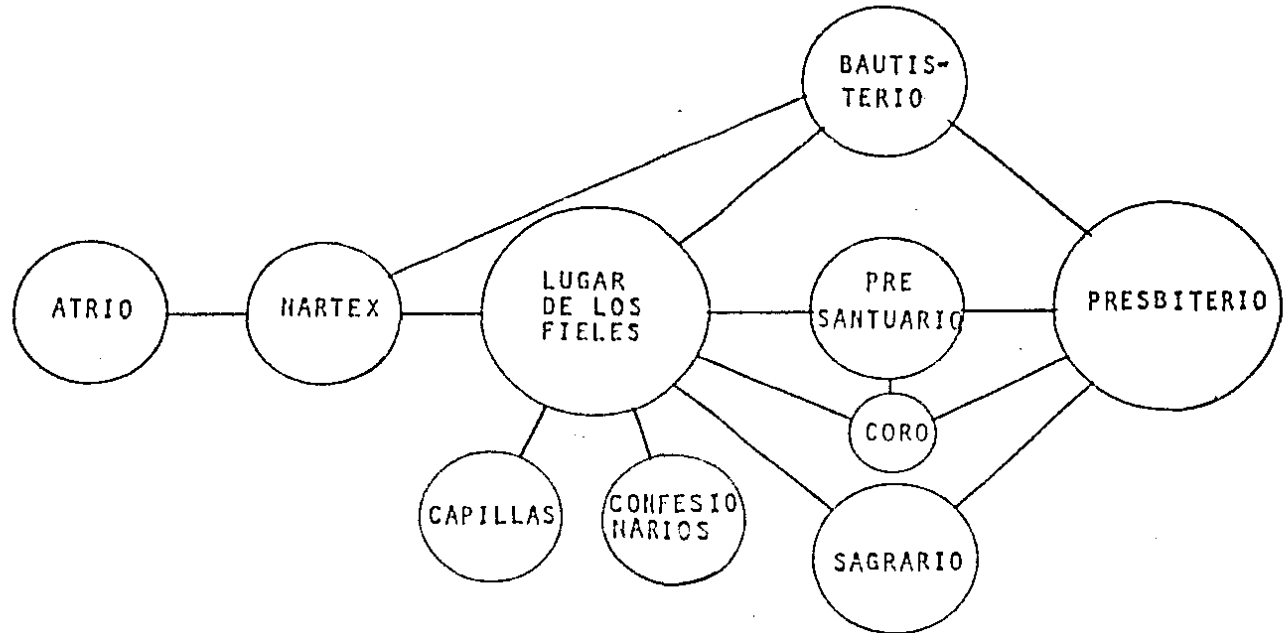 BAUTIS-
TERIO
ATRIO
NARTEX
LUGAR
DE LOS
FIELES
PRE
SANTUARIO
PRESBITERIO
CORO
CAPILLAS
CONFESIO
NARIOS
SAGRARIO